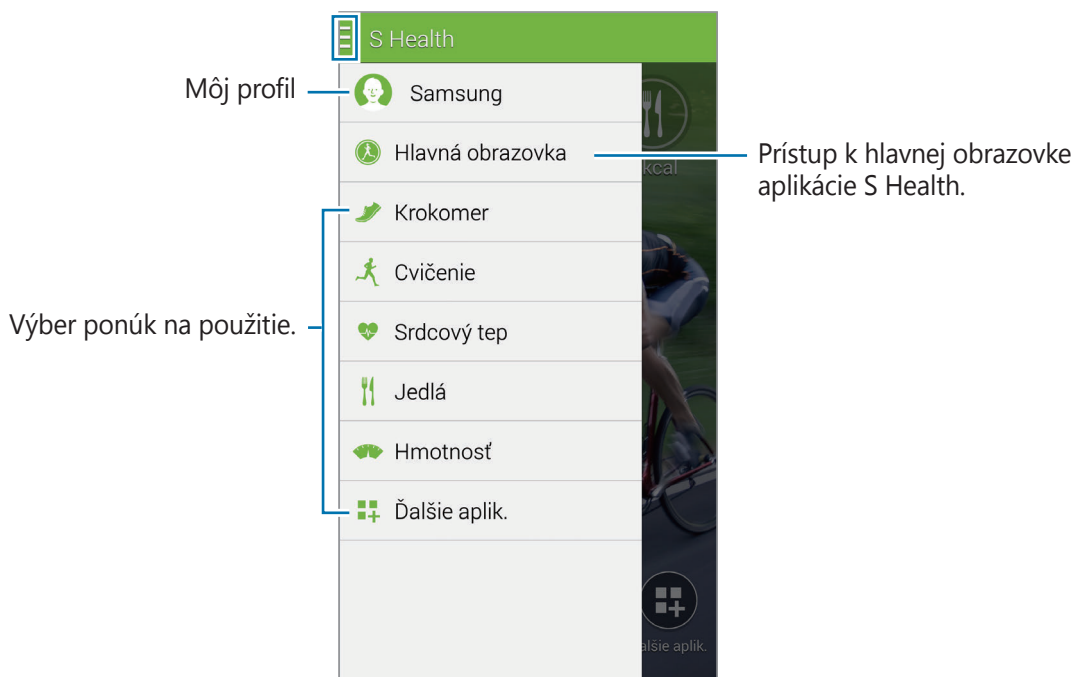 S Health
Môj profil
Samsung
Hlavná obrazovka
kcal
Prístup k hlavnej obrazovke
aplikácie S Health.
Krokomer
Cvičenie
Výber ponúk na použitie.
Srdcový tep
Jedlá
Hmotnosť
Ďalšie aplik.
alšie aplik.